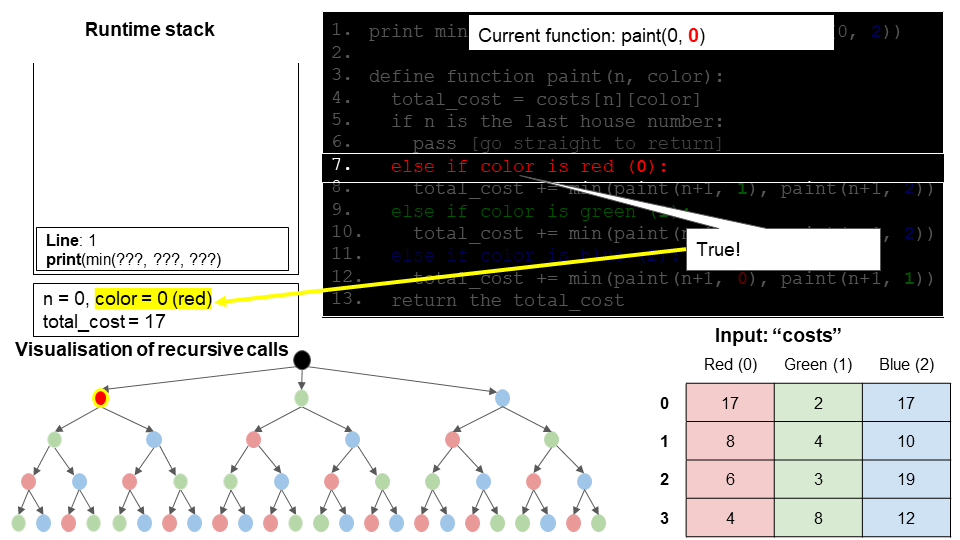 Runtime stack
Line: 1
print(min(???, ???, ???)
n = 0, color = 0 (red)
total_cost = 17
Current function: paint(0, 0)
1. print min 0, 2))
2.
3. define function paint(n, color):
4. total_cost = costs[n][color]
5. if n is the last house number:
6. pass [go straight to return]
7. else if color is red (0):
8. total_cost += min(paint(n+1, 1), paint(n+1, 2))
9. else if color is green
10. total_cost += min(paint( 2))
11. else if color is
12. total_cost += min(paint(n+1, 0), paint(n+1, 1))
13. return the total_cost
True!
Visualisation of recursive calls
Input: “costs”
Red (0) Green (1) Blue (2)
0 17 2 17
1 8 4 10
2 6 3 19
3 4 8 12